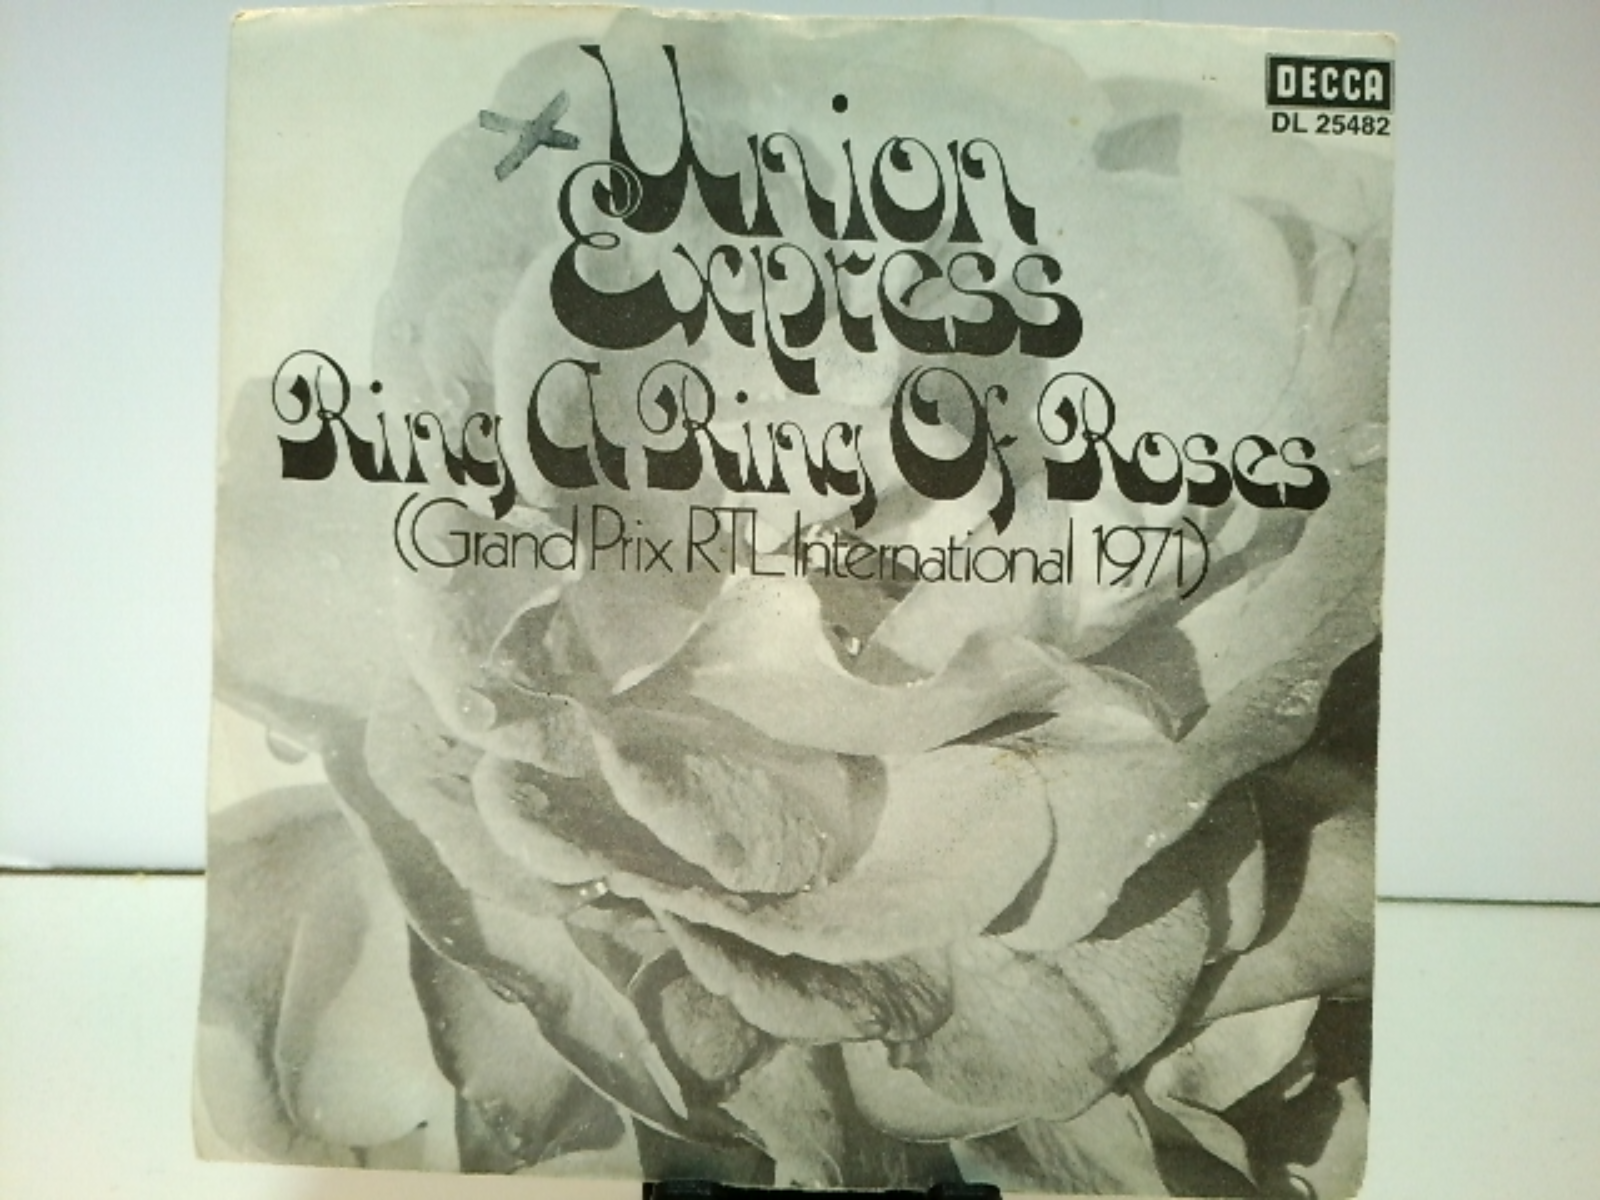 DECCA
DL 25482
Union
Express
Ring A Ring Of Roses
(Grand Prix RTL International 1971)